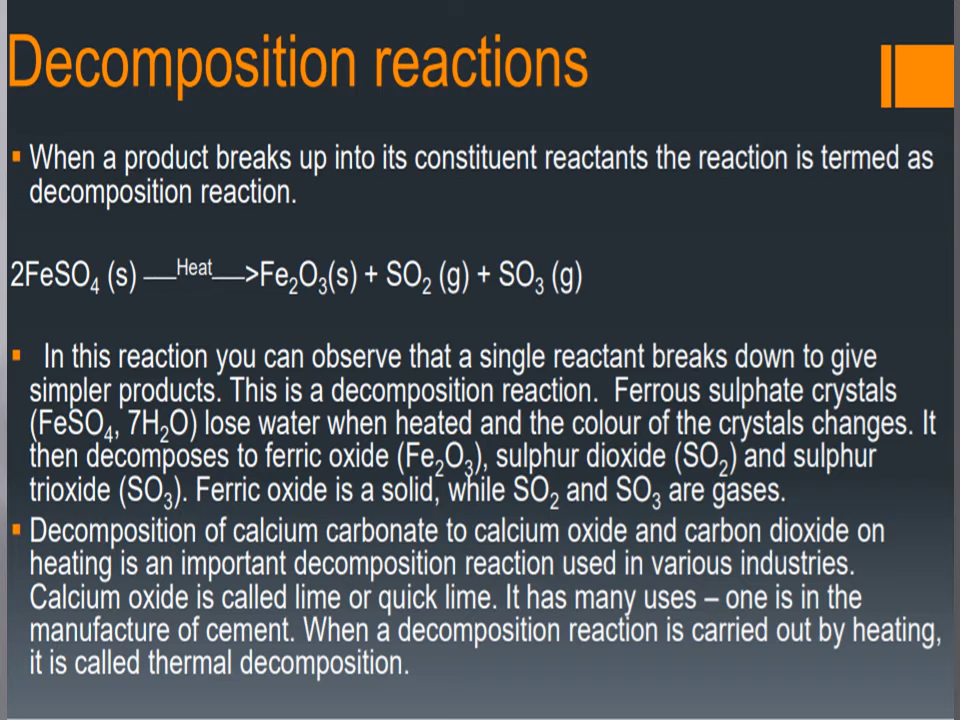 Decomposition reactions
▪ When a product breaks up into its constituent reactants the reaction is termed as
decomposition reaction.
2FeSO₄ (s) —ᴴᵉᵃᵗ—>Fe₂O₃(s) + SO₂ (g) + SO₃ (g)
▪ In this reaction you can observe that a single reactant breaks down to give
simpler products. This is a decomposition reaction. Ferrous sulphate crystals
(FeSO₄, 7H₂O) lose water when heated and the colour of the crystals changes. It
then decomposes to ferric oxide (Fe₂O₃), sulphur dioxide (SO₂) and sulphur
trioxide (SO₃). Ferric oxide is a solid, while SO₂ and SO₃ are gases.
▪ Decomposition of calcium carbonate to calcium oxide and carbon dioxide on
heating is an important decomposition reaction used in various industries.
Calcium oxide is called lime or quick lime. It has many uses – one is in the
manufacture of cement. When a decomposition reaction is carried out by heating,
it is called thermal decomposition.